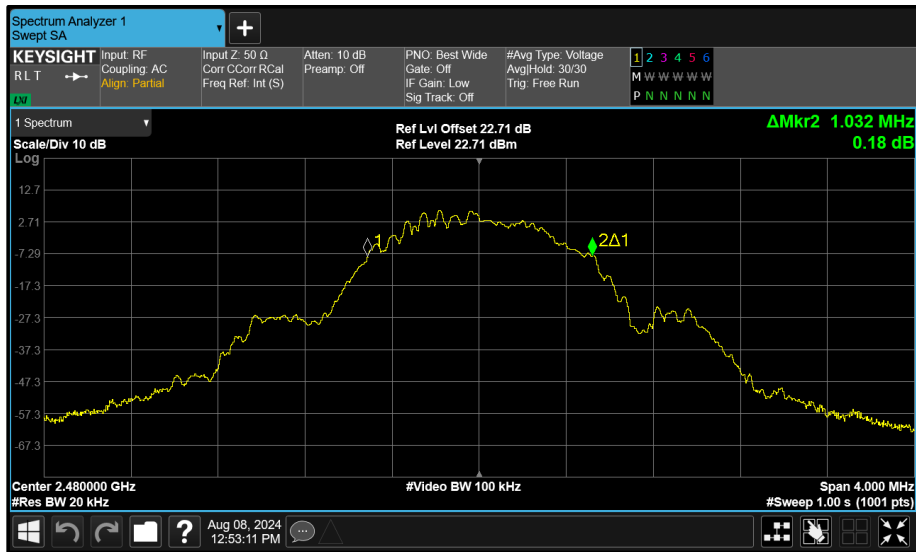 Spectrum Analyzer 1
Swept SA
KEYSIGHT
R L T
LXI
Input: RF
Coupling: AC
Align: Partial
Input Z: 50 Ω
Corr CCorr RCal
Freq Ref: Int (S)
Atten: 10 dB
Preamp: Off
PNO: Best Wide
Gate: Off
IF Gain: Low
Sig Track: Off
#Avg Type: Voltage
Avg|Hold: 30/30
Trig: Free Run
1 2 3 4 5 6
M W W W W W
P N N N N N
1 Spectrum
Scale/Div 10 dB
Ref Lvl Offset 22.71 dB
Ref Level 22.71 dBm
ΔMkr2 1.032 MHz
0.18 dB
Log
12.7
2.71
-7.29
-17.3
-27.3
-37.3
-47.3
-57.3
-67.3
1
2Δ1
Center 2.480000 GHz
#Video BW 100 kHz
Span 4.000 MHz
#Res BW 20 kHz
#Sweep 1.00 s (1001 pts)
?
Aug 08, 2024
12:53:11 PM